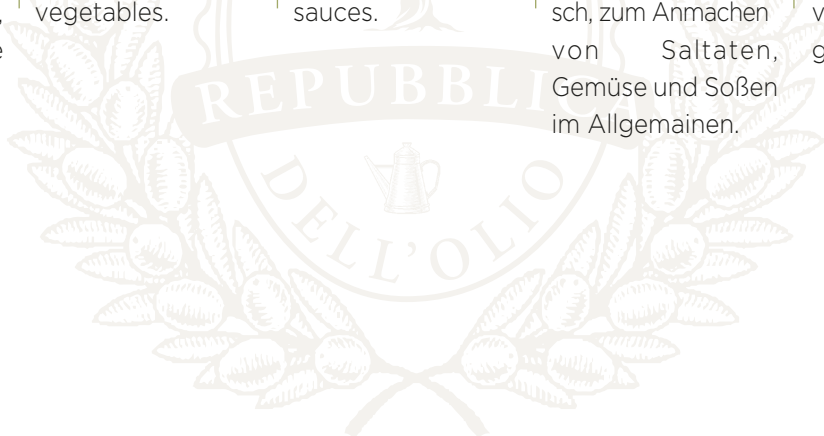 vegetables.
sauces.
sch, zum Anmachen
von Saltaten,
Gemüse und Soßen
im Allgemainen.
REPUBBLICA
DELL'OLIO